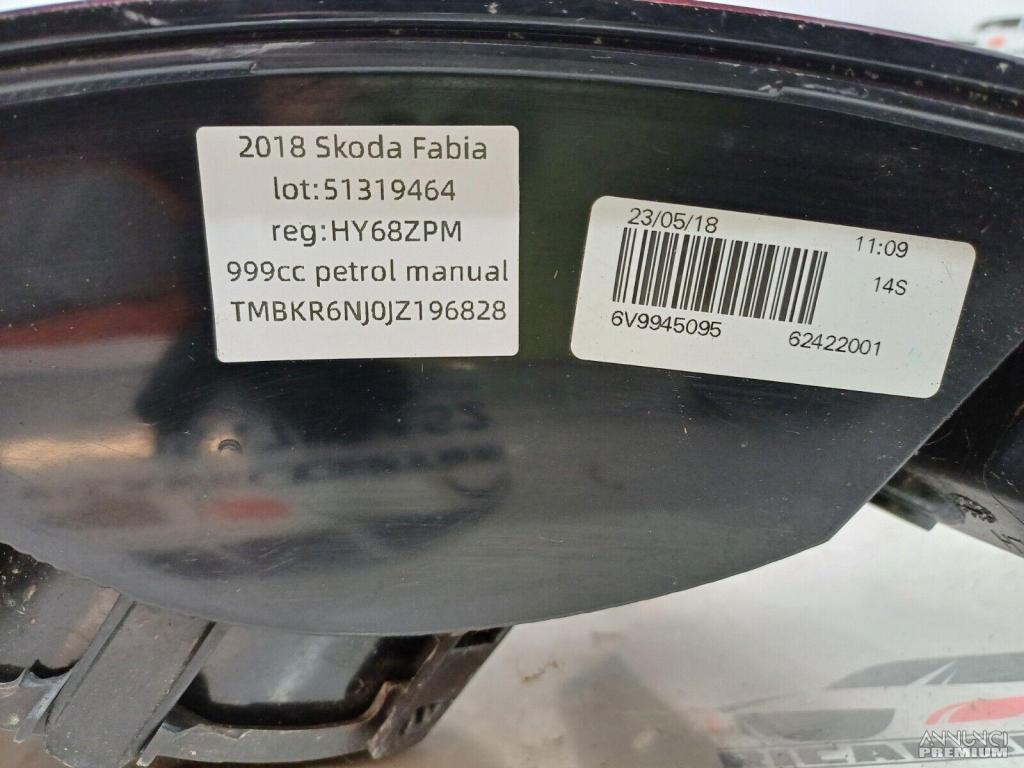 2018 Skoda Fabia
lot:51319464
reg:HY68ZPM
999cc petrol manual
TMBKR6NJ0JZ196828
23/05/18 11:09
14S
6V9945095 62422001
ANNUNCI
PREMIUM